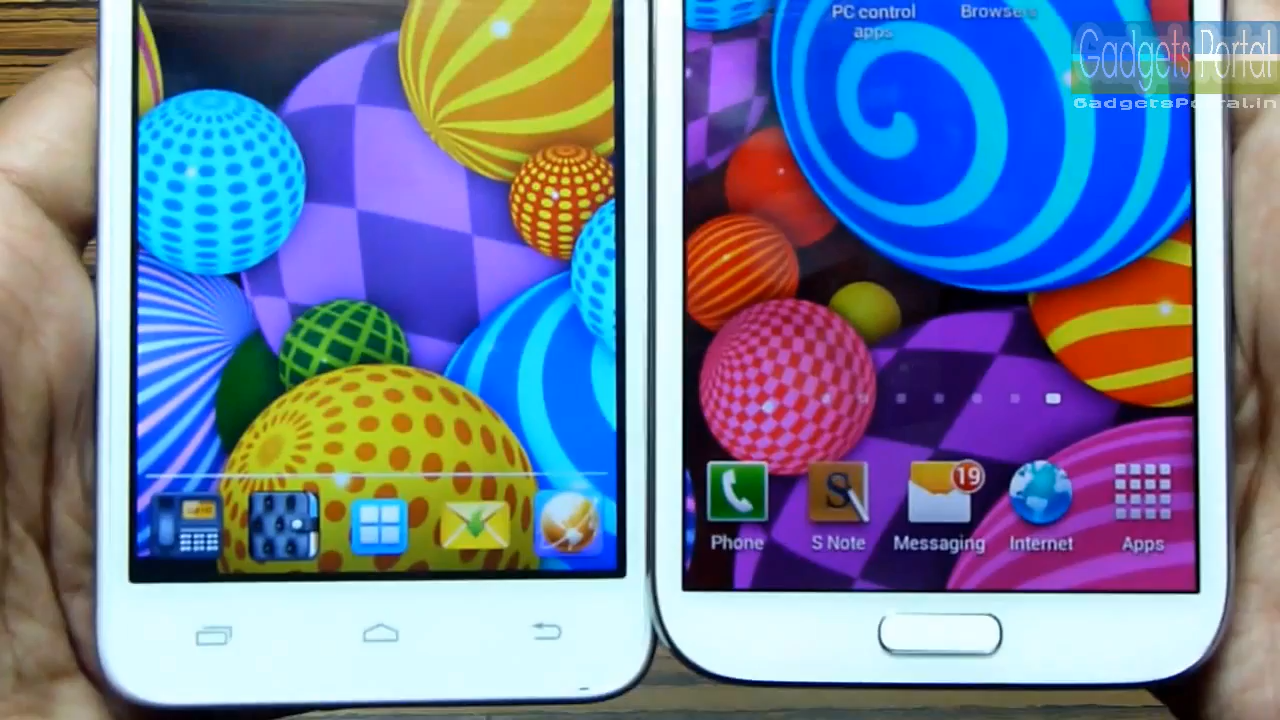 PC control
apps
Browsers
Gadgets Portal
GadgetsPortal.in
19
S
Phone
S Note
Messaging
Internet
Apps